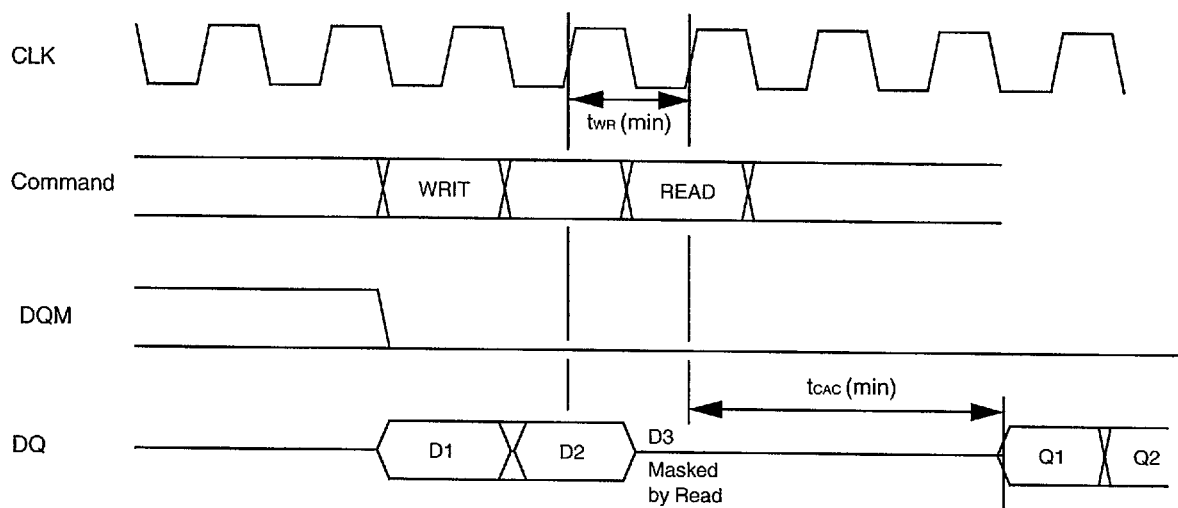 CLK
tWR (min)
Command
WRIT
READ
DQM
tCAC (min)
DQ
D1
D2
D3
Masked
by Read
Q1
Q2